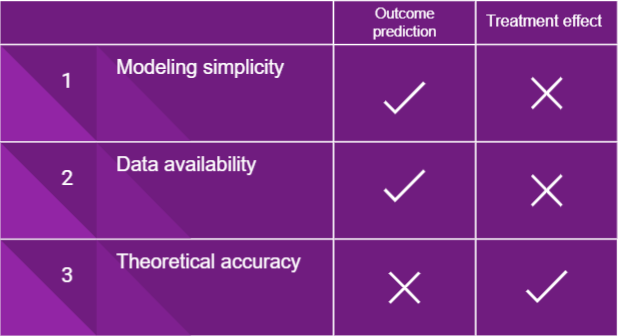 Outcome
prediction
Treatment effect
1
Modeling simplicity
2
Data availability
3
Theoretical accuracy